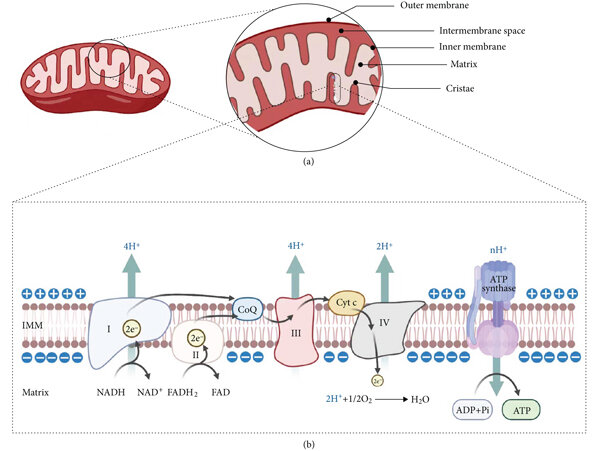 Outer membrane
Intermembrane space
Inner membrane
Matrix
Cristae
(a)
4H⁺
4H⁺
2H⁺
nH⁺
ATP
synthase
CoQ
Cyt c
IMM
I
2e⁻
2e⁻
II
III
IV
2e⁻
Matrix
NADH
NAD⁺
FADH₂
FAD
2H⁺+1/2O₂
H₂O
ADP+Pi
ATP
(b)